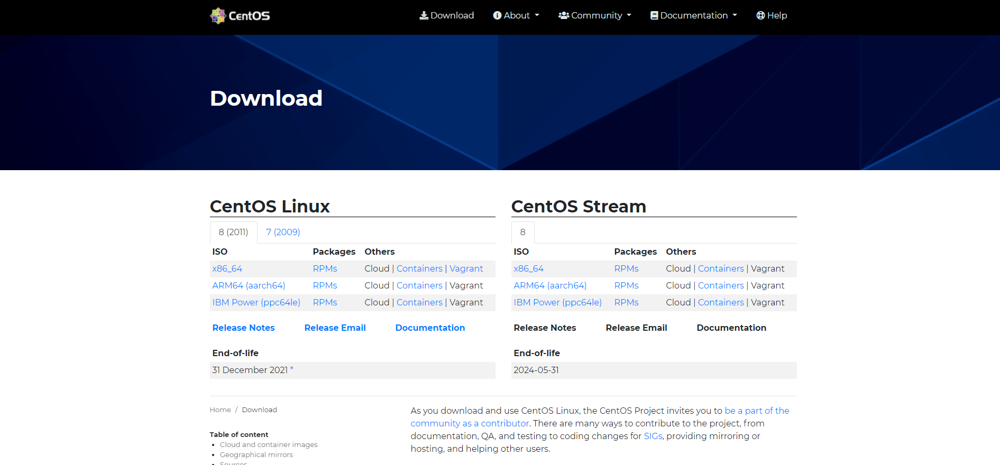 CentOS
Download About Community Documentation Help
Download
CentOS Linux
8 (2011) 7 (2009)
ISO Packages Others
x86_64 RPMs Cloud | Containers | Vagrant
ARM64 (aarch64) RPMs Cloud | Containers | Vagrant
IBM Power (ppc64le) RPMs Cloud | Containers | Vagrant
Release Notes Release Email Documentation
End-of-life
31 December 2021 *
CentOS Stream
8
ISO Packages Others
x86_64 RPMs Cloud | Containers | Vagrant
ARM64 (aarch64) RPMs Cloud | Containers | Vagrant
IBM Power (ppc64le) RPMs Cloud | Containers | Vagrant
Release Notes Release Email Documentation
End-of-life
2024-05-31
Home / Download
Table of content
• Cloud and container images
• Geographical mirrors
• Sources
As you download and use CentOS Linux, the CentOS Project invites you to be a part of the
community as a contributor. There are many ways to contribute to the project, from
documentation, QA, and testing to coding changes for SIGs, providing mirroring or
hosting, and helping other users.